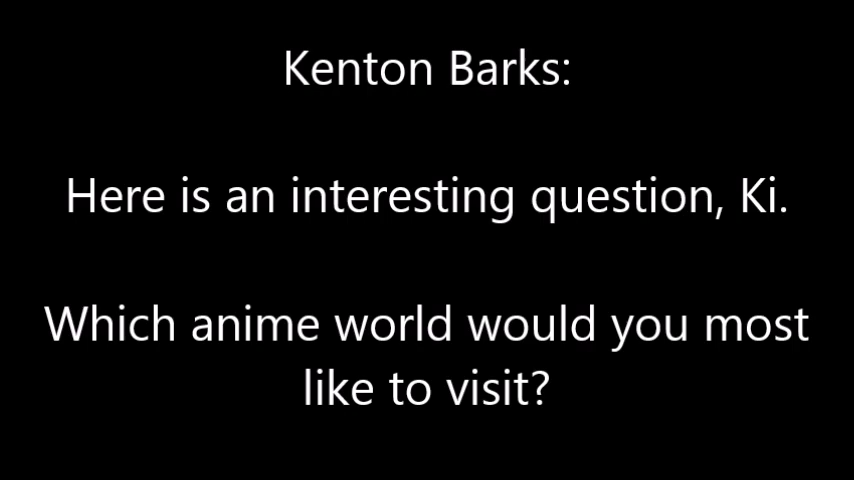 Kenton Barks:
Here is an interesting question, Ki.
Which anime world would you most
like to visit?